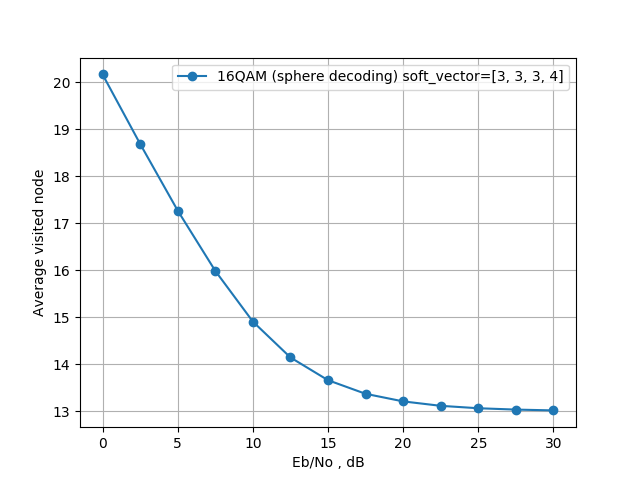 16QAM (sphere decoding) soft_vector=[3, 3, 3, 4]
20
19
18
17
16
15
14
13
Average visited node
0 5 10 15 20 25 30
Eb/No , dB